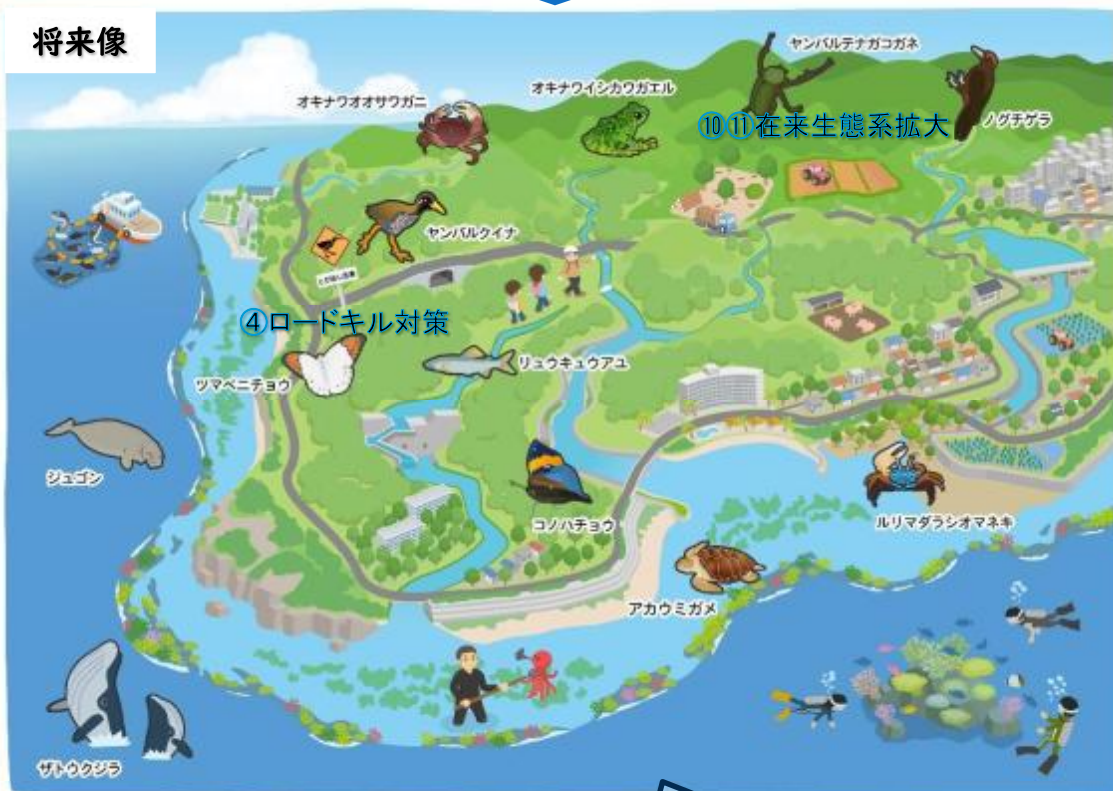 将来像
ヤンバルテナガコガネ
オキナワイシカワガエル
オキナワオオサワガニ
ノグチゲラ
⑩⑪在来生態系拡大
ヤンバルクイナ
④ロードキル対策
リュウキュウアユ
ツマベニチョウ
ジュゴン
コノハチョウ
ルリマダラシオマネキ
アカウミガメ
ザトウクジラ